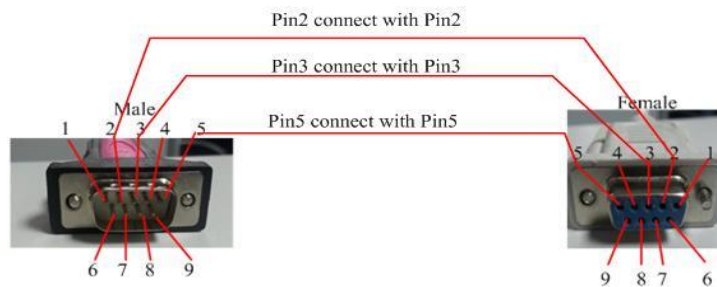 Pin2 connect with Pin2
Pin3 connect with Pin3
Male
Female
Pin5 connect with Pin5
1 2 3 4 5
5 4 3 2 1
6 7 8 9
9 8 7 6